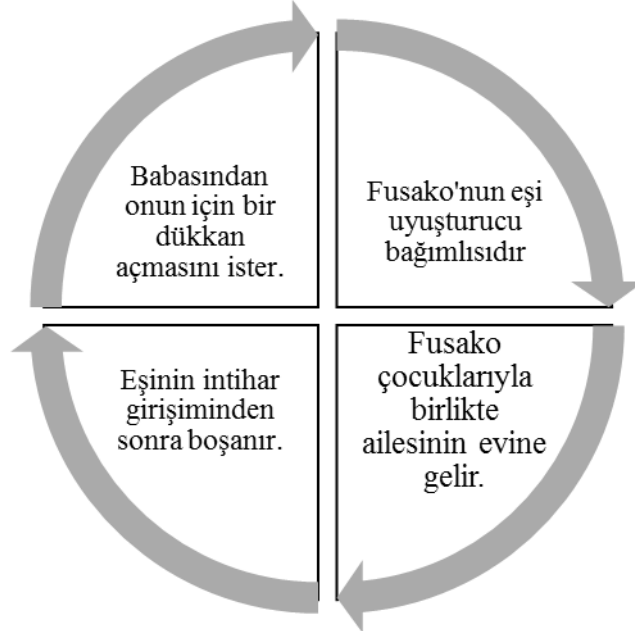 Babasından
onun için bir
dükkan
açmasını ister.
Fusako'nun eşi
uyuşturucu
bağımlısıdır
Eşinin intihar
girişiminden
sonra boşanır.
Fusako
çocuklarıyla
birlikte
ailesinin evine
gelir.